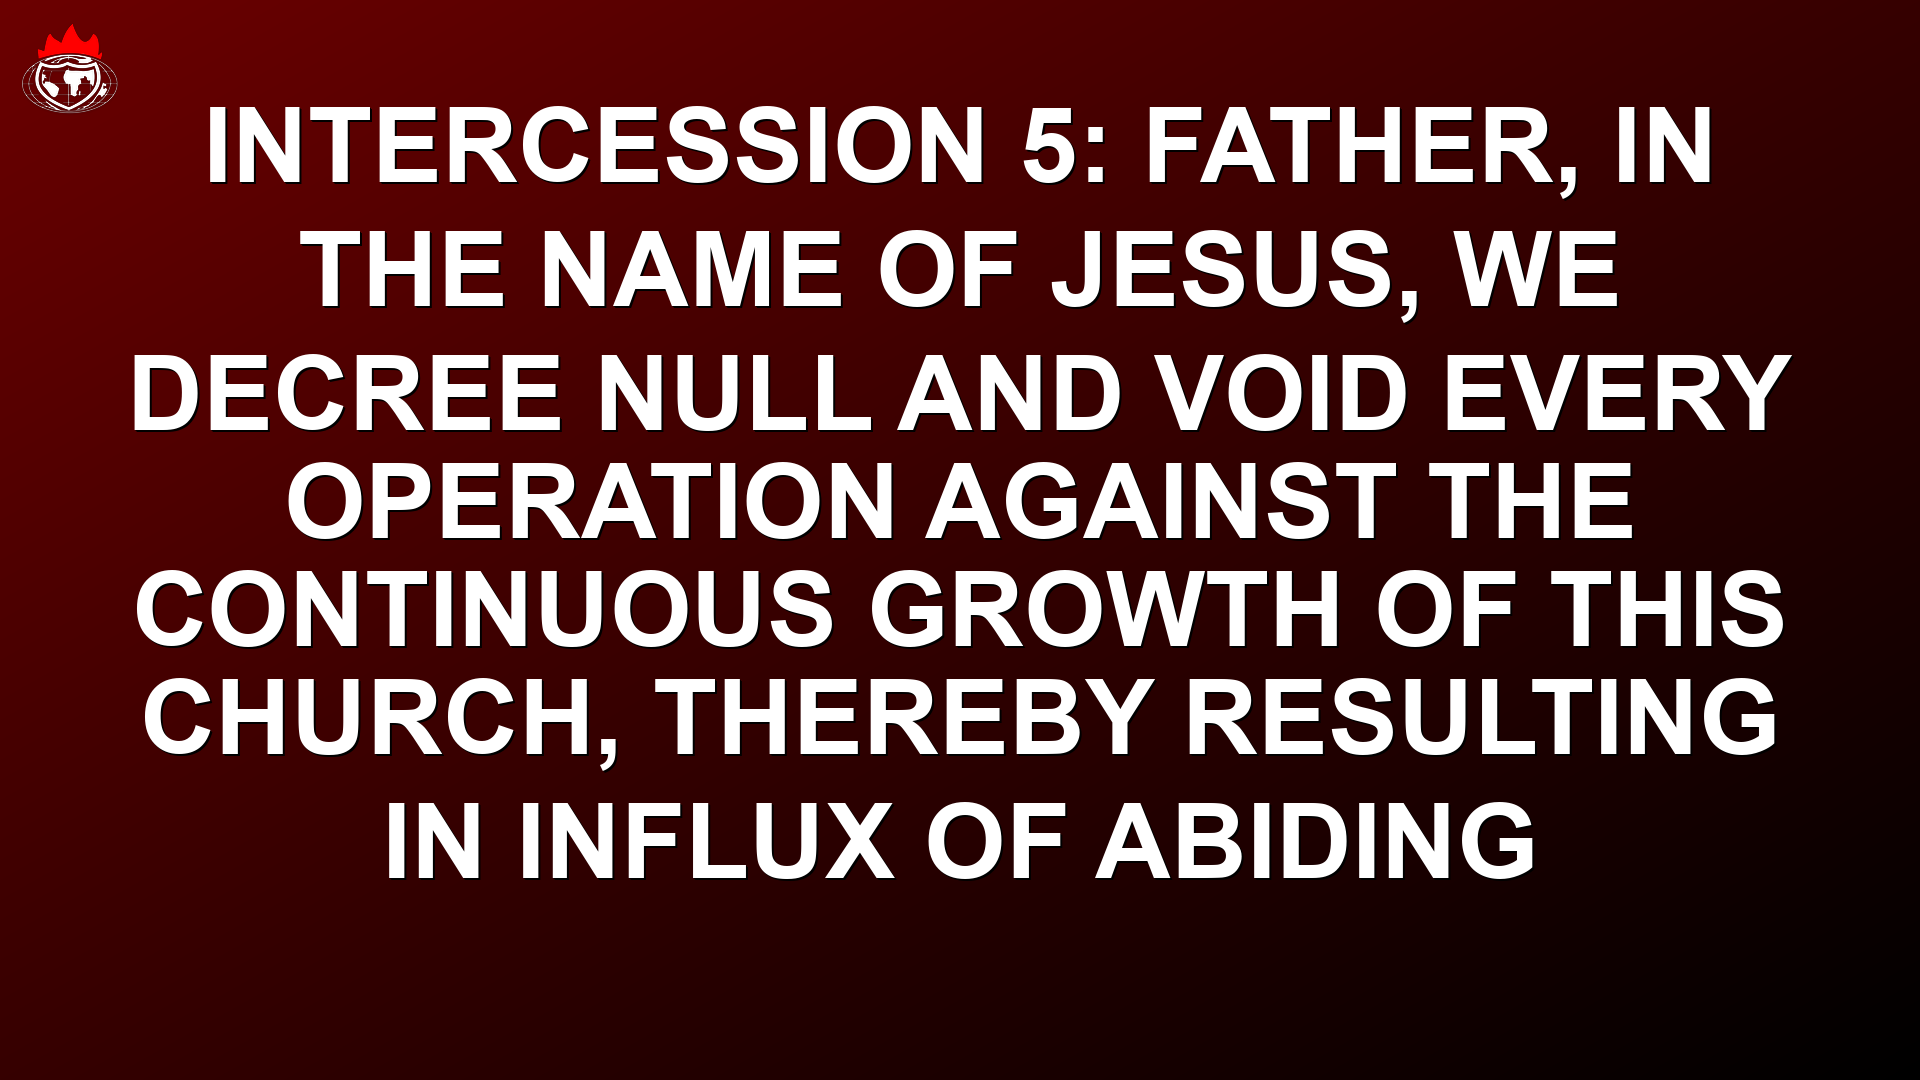 INTERCESSION 5: FATHER, IN
THE NAME OF JESUS, WE
DECREE NULL AND VOID EVERY
OPERATION AGAINST THE
CONTINUOUS GROWTH OF THIS
CHURCH, THEREBY RESULTING
IN INFLUX OF ABIDING